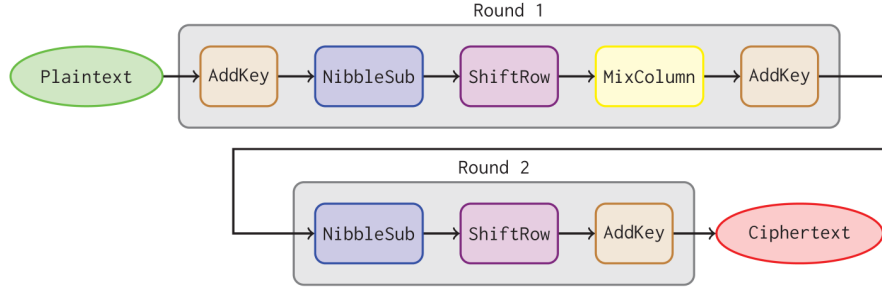 Round 1
Plaintext AddKey NibbleSub ShiftRow MixColumn AddKey
Round 2
NibbleSub ShiftRow AddKey Ciphertext